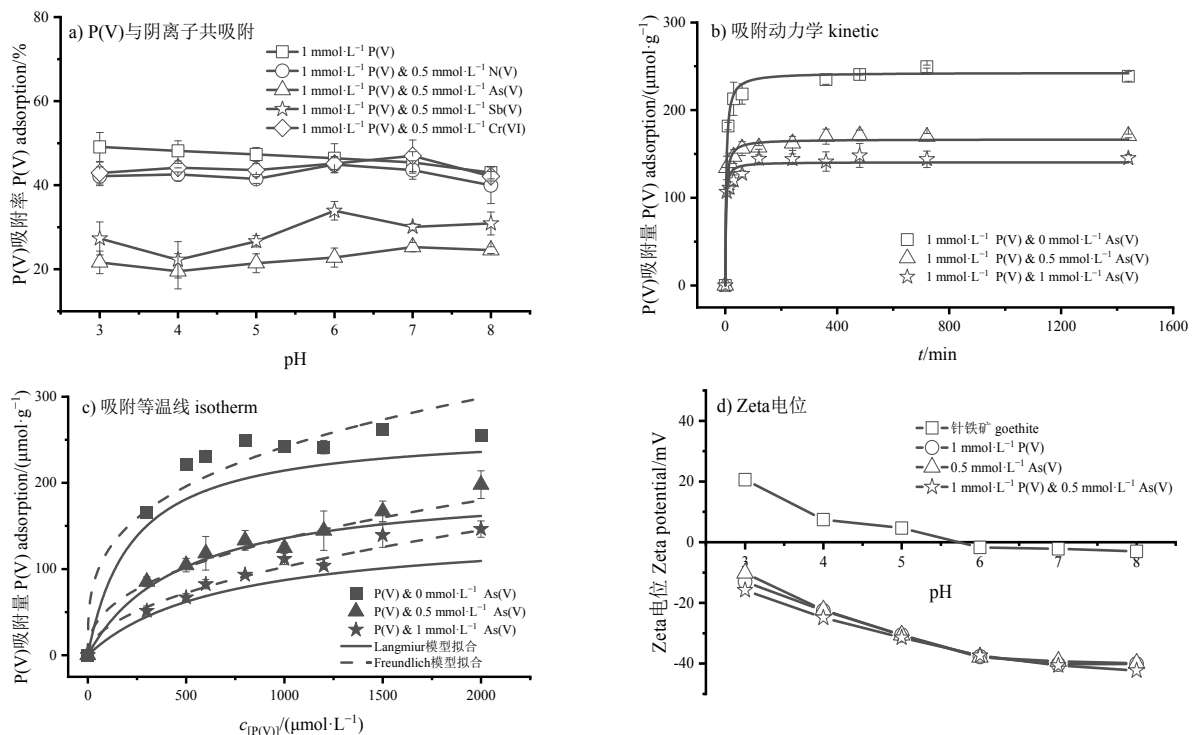 a) P(V)与阴离子共吸附
1 mmol·L⁻¹ P(V)
1 mmol·L⁻¹ P(V) & 0.5 mmol·L⁻¹ N(V)
1 mmol·L⁻¹ P(V) & 0.5 mmol·L⁻¹ As(V)
1 mmol·L⁻¹ P(V) & 0.5 mmol·L⁻¹ Sb(V)
1 mmol·L⁻¹ P(V) & 0.5 mmol·L⁻¹ Cr(VI)
P(V)吸附率 P(V) adsorption/%
80
60
40
20
3 4 5 6 7 8
pH
b) 吸附动力学 kinetic
1 mmol·L⁻¹ P(V) & 0 mmol·L⁻¹ As(V)
1 mmol·L⁻¹ P(V) & 0.5 mmol·L⁻¹ As(V)
1 mmol·L⁻¹ P(V) & 1 mmol·L⁻¹ As(V)
P(V)吸附量 P(V) adsorption/(μmol·g⁻¹)
300
200
100
0
0 400 800 1200 1600
t/min
c) 吸附等温线 isotherm
P(V) & 0 mmol·L⁻¹ As(V)
P(V) & 0.5 mmol·L⁻¹ As(V)
P(V) & 1 mmol·L⁻¹ As(V)
Langmiur模型拟合
Freundlich模型拟合
P(V)吸附量 P(V) adsorption/(μmol·g⁻¹)
300
200
100
0
0 500 1000 1500 2000
c[P(V)]/(μmol·L⁻¹)
d) Zeta电位
针铁矿 goethite
1 mmol·L⁻¹ P(V)
0.5 mmol·L⁻¹ As(V)
1 mmol·L⁻¹ P(V) & 0.5 mmol·L⁻¹ As(V)
Zeta电位 Zeta potential/mV
40
20
0
-20
-40
3 4 5 6 7 8
pH